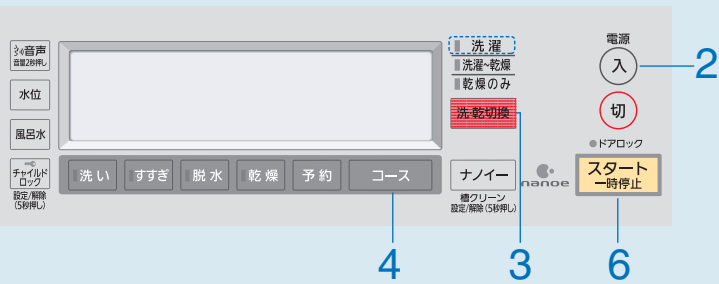 音声
音量2秒押し
水位
風呂水
チャイルド
ロック
設定/解除
(5秒押し)
洗い
すすぎ
脱水
乾燥
予約
コース
洗濯
洗濯~乾燥
乾燥のみ
洗・乾切換
ナノイー
槽クリーン
設定/解除(5秒押し)
nanoe
電源
入
切
ドアロック
スタート
一時停止
2
3
4
6